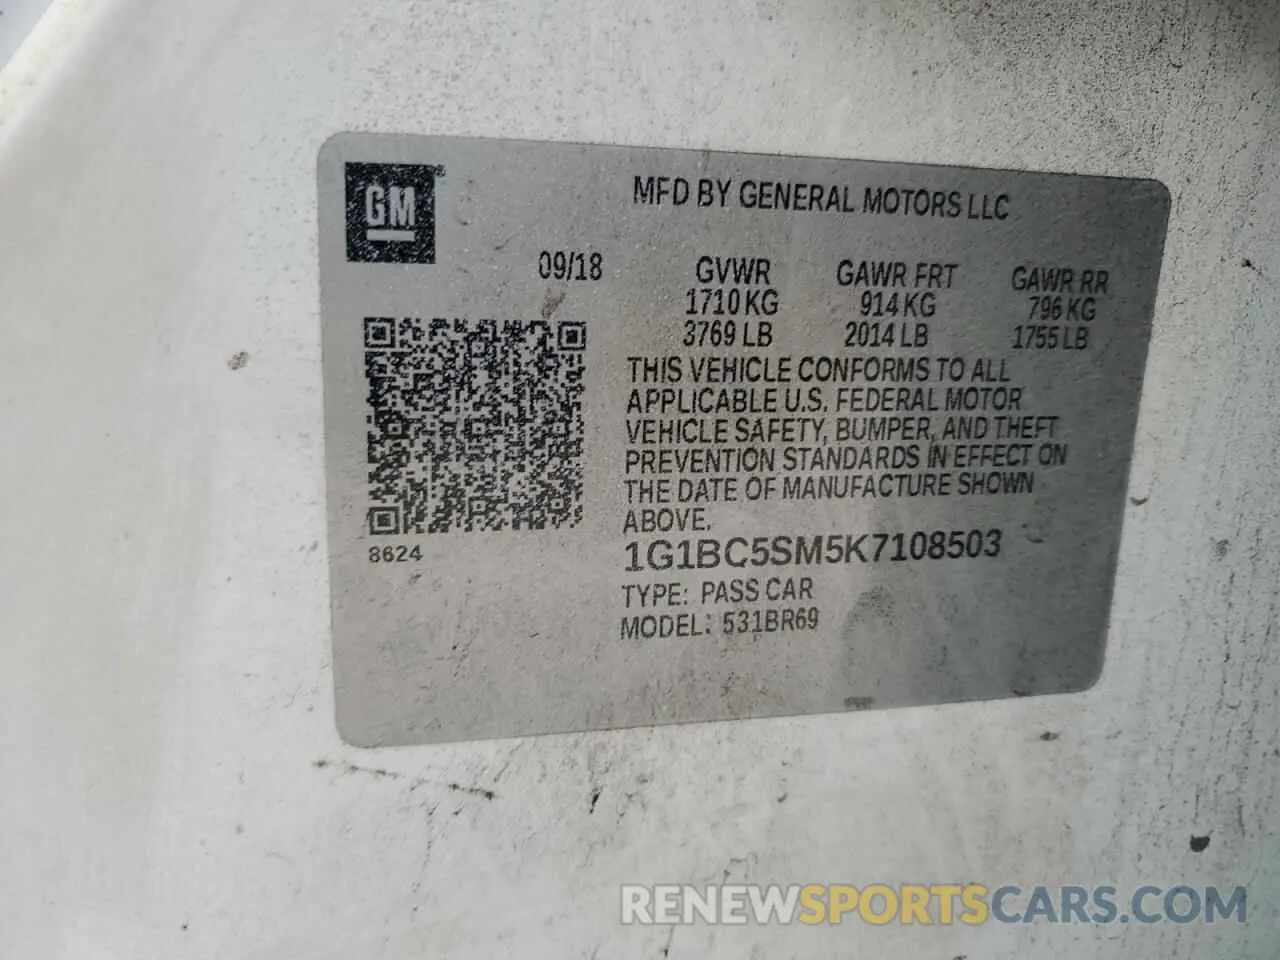 GM ®
MFD BY GENERAL MOTORS LLC
09/18 GVWR GAWR FRT GAWR RR
1710 KG 914 KG 796 KG
3769 LB 2014 LB 1755 LB
THIS VEHICLE CONFORMS TO ALL
APPLICABLE U.S. FEDERAL MOTOR
VEHICLE SAFETY, BUMPER, AND THEFT
PREVENTION STANDARDS IN EFFECT ON
THE DATE OF MANUFACTURE SHOWN
ABOVE.
8624
1G1BC5SM5K7108503
TYPE: PASS CAR
MODEL: 531BR69
RENEWSPORTSCARS.COM